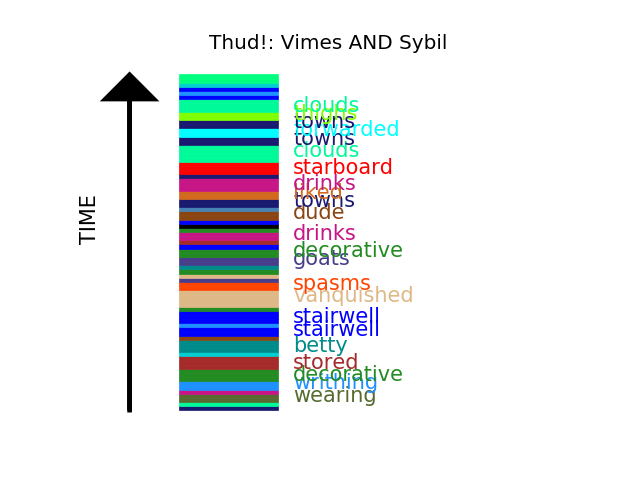 Thud!: Vimes AND Sybil
TIME
clouds
thighs
towns
forwarded
towns
clouds
starboard
drinks
liked
towns
dude
drinks
decorative
goats
spasms
vanquished
stairwell
stairwell
betty
stored
decorative
writhing
wearing